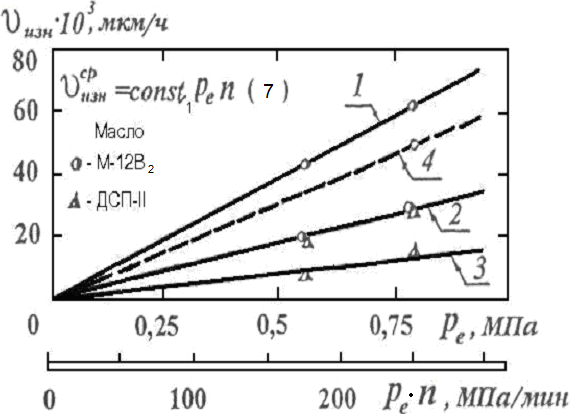 υизн·10³, мкм/ч
80
υизн^ср = const₁ pₑ n (7)
60
Масло
- М-12В₂
- ДСП-II
40
20
1
4
2
3
0 0,25 0,5 0,75 pₑ, МПа
0 100 200 pₑ·n, МПа/мин